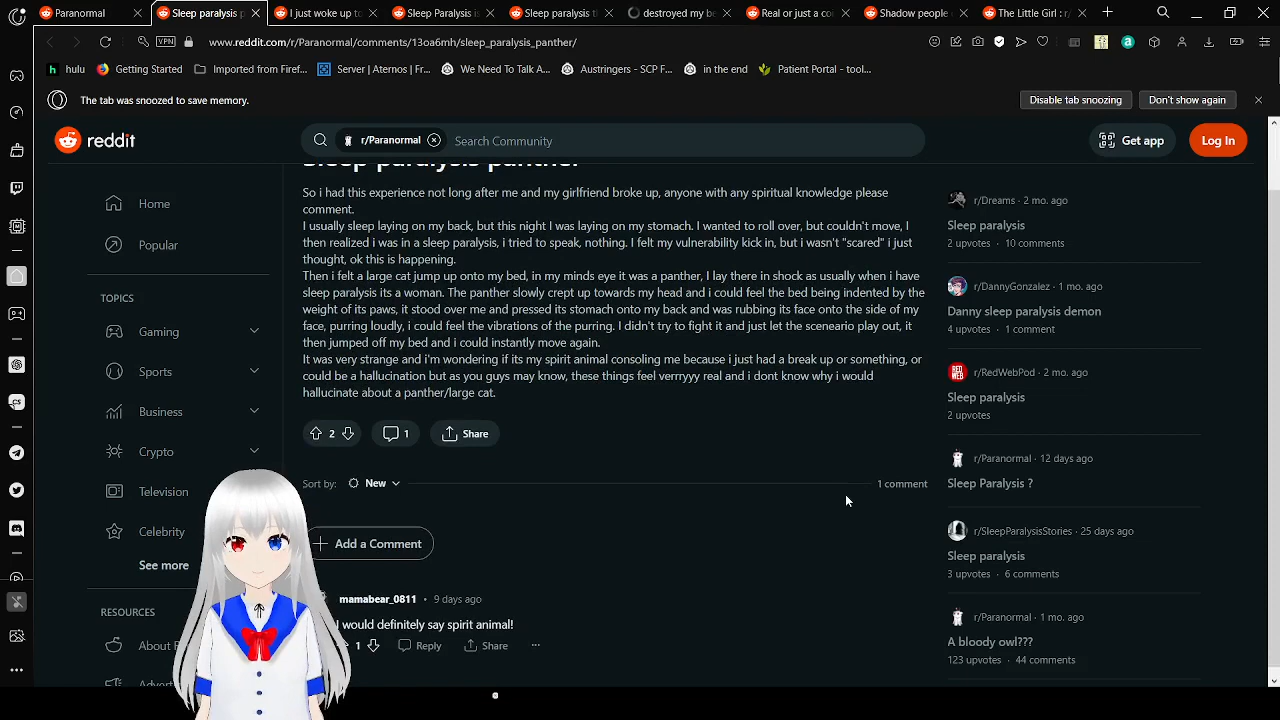 Paranormal
Sleep paralysis p
I just woke up to
Sleep Paralysis is
Sleep paralysis th
destroyed my be
Real or just a co
Shadow people
The Little Girl : r/
VPN
www.reddit.com/r/Paranormal/comments/13oa6mh/sleep_paralysis_panther/
h hulu
Getting Started
Imported from Firef...
Server | Aternos | Fr...
We Need To Talk A...
Austringers - SCP F...
in the end
Patient Portal - tool...
The tab was snoozed to save memory.
Disable tab snoozing
Don't show again
reddit
r/Paranormal
Search Community
Get app
Log In
Sleep paralysis panther
So i had this experience not long after me and my girlfriend broke up, anyone with any spiritual knowledge please
comment.
I usually sleep laying on my back, but this night I was laying on my stomach. I wanted to roll over, but couldn't move, I
then realized i was in a sleep paralysis, i tried to speak, nothing. I felt my vulnerability kick in, but i wasn't "scared" i just
thought, ok this is happening.
Then i felt a large cat jump up onto my bed, in my minds eye it was a panther, I lay there in shock as usually when i have
sleep paralysis its a woman. The panther slowly crept up towards my head and i could feel the bed being indented by the
weight of its paws, it stood over me and pressed its stomach onto my back and was rubbing its face onto the side of my
face, purring loudly, i could feel the vibrations of the purring. I didn't try to fight it and just let the sceneario play out, it
then jumped off my bed and i could instantly move again.
It was very strange and i'm wondering if its my spirit animal consoling me because i just had a break up or something, or
could be a hallucination but as you guys may know, these things feel verrryyy real and i dont know why i would
hallucinate about a panther/large cat.
2
1
Share
Sort by:
New
1 comment
Add a Comment
mamabear_0811 • 9 days ago
I would definitely say spirit animal!
1
Reply
Share
...
Home
Popular
TOPICS
Gaming
Sports
Business
Crypto
Television
Celebrity
See more
RESOURCES
About
Adverti
r/Dreams · 2 mo. ago
Sleep paralysis
2 upvotes · 10 comments
r/DannyGonzalez · 1 mo. ago
Danny sleep paralysis demon
4 upvotes · 1 comment
RED WEB
r/RedWebPod · 2 mo. ago
Sleep paralysis
2 upvotes
r/Paranormal · 12 days ago
Sleep Paralysis ?
r/SleepParalysisStories · 25 days ago
Sleep paralysis
3 upvotes · 6 comments
r/Paranormal · 1 mo. ago
A bloody owl???
123 upvotes · 44 comments